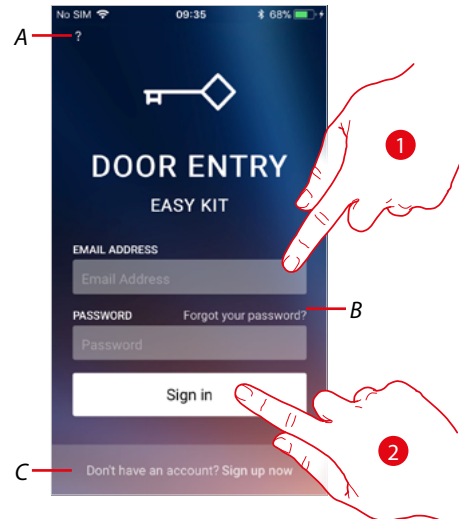 No SIM 09:35 68%
A ?
DOOR ENTRY
EASY KIT
1
EMAIL ADDRESS
Email Address
PASSWORD Forgot your password? B
Password
Sign in
2
C Don't have an account? Sign up now